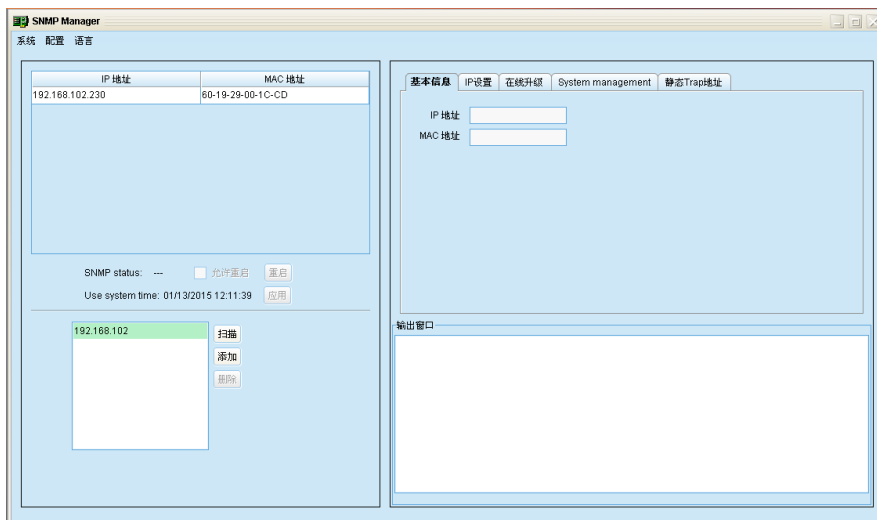 SNMP Manager
系统 配置 语言
IP 地址 MAC 地址
192.168.102.230 60-19-29-00-1C-CD
SNMP status: --- 允许重启 重启
Use system time: 01/13/2015 12:11:39 应用
192.168.102
扫描
添加
删除
基本信息 IP设置 在线升级 System management 静态Trap地址
IP 地址
MAC 地址
输出窗口